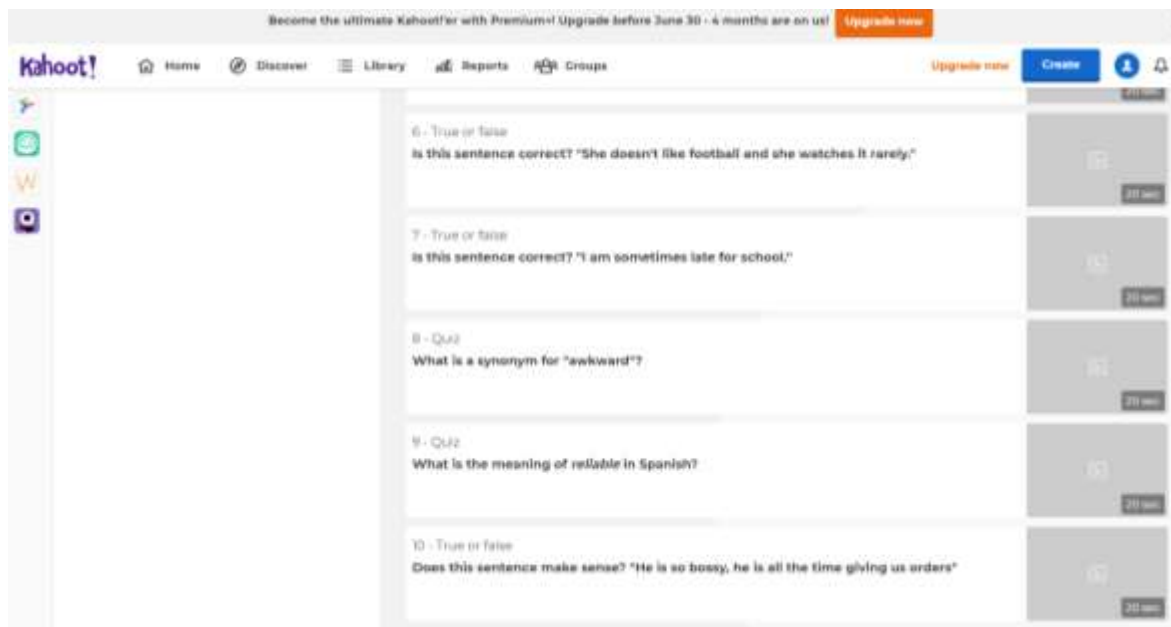 Become the ultimate Kahoot!'er with Premium+! Upgrade before June 30 - 4 months are on us! Upgrade now
Kahoot! Home Discover Library Reports Groups Upgrade now Create
20 sec
6 - True or false
Is this sentence correct? "She doesn't like football and she watches it rarely."
20 sec
7 - True or false
Is this sentence correct? "I am sometimes late for school."
20 sec
8 - Quiz
What is a synonym for "awkward"?
20 sec
9 - Quiz
What is the meaning of reliable in Spanish?
20 sec
10 - True or false
Does this sentence make sense? "He is so bossy, he is all the time giving us orders"
20 sec